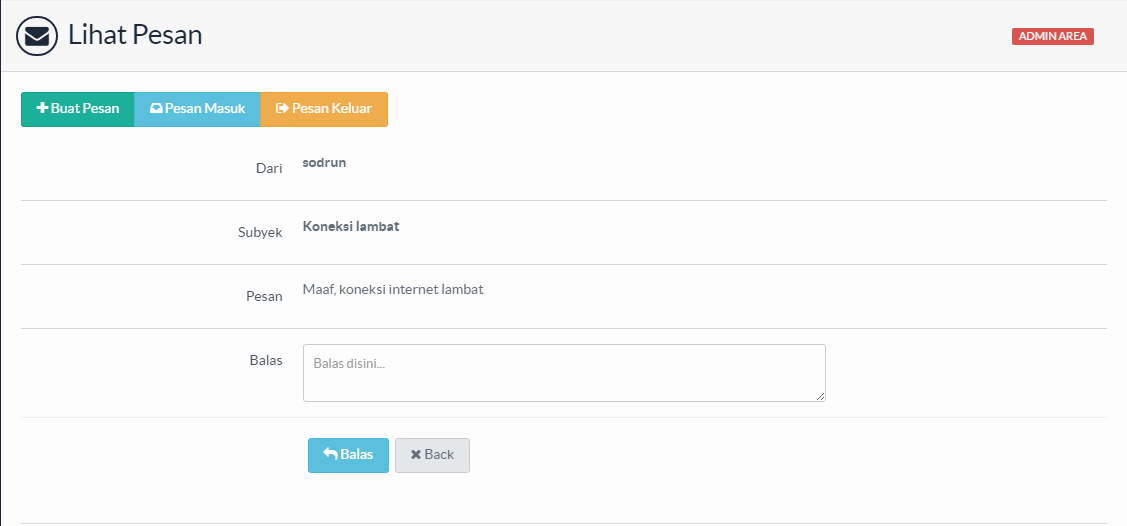 Lihat Pesan
ADMIN AREA
Buat Pesan
Pesan Masuk
Pesan Keluar
Dari
sodrun
Subyek
Koneksi lambat
Pesan
Maaf, koneksi internet lambat
Balas
Balas disini...
Balas
Back